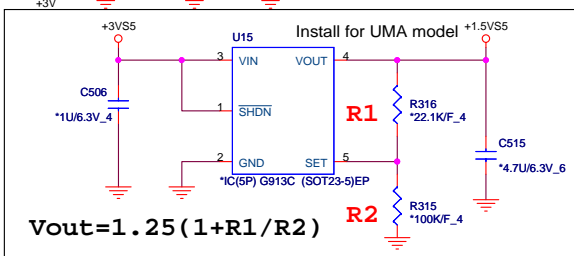 +3V
+3VS5
U15
Install for UMA model
+1.5VS5
3
VIN
VOUT
4
C506
*1U/6.3V_4
1
SHDN
R1
R316
*22.1K/F_4
C515
*4.7U/6.3V_6
2
GND
SET
5
*IC(5P) G913C (SOT23-5)EP
R2
R315
*100K/F_4
Vout=1.25(1+R1/R2)